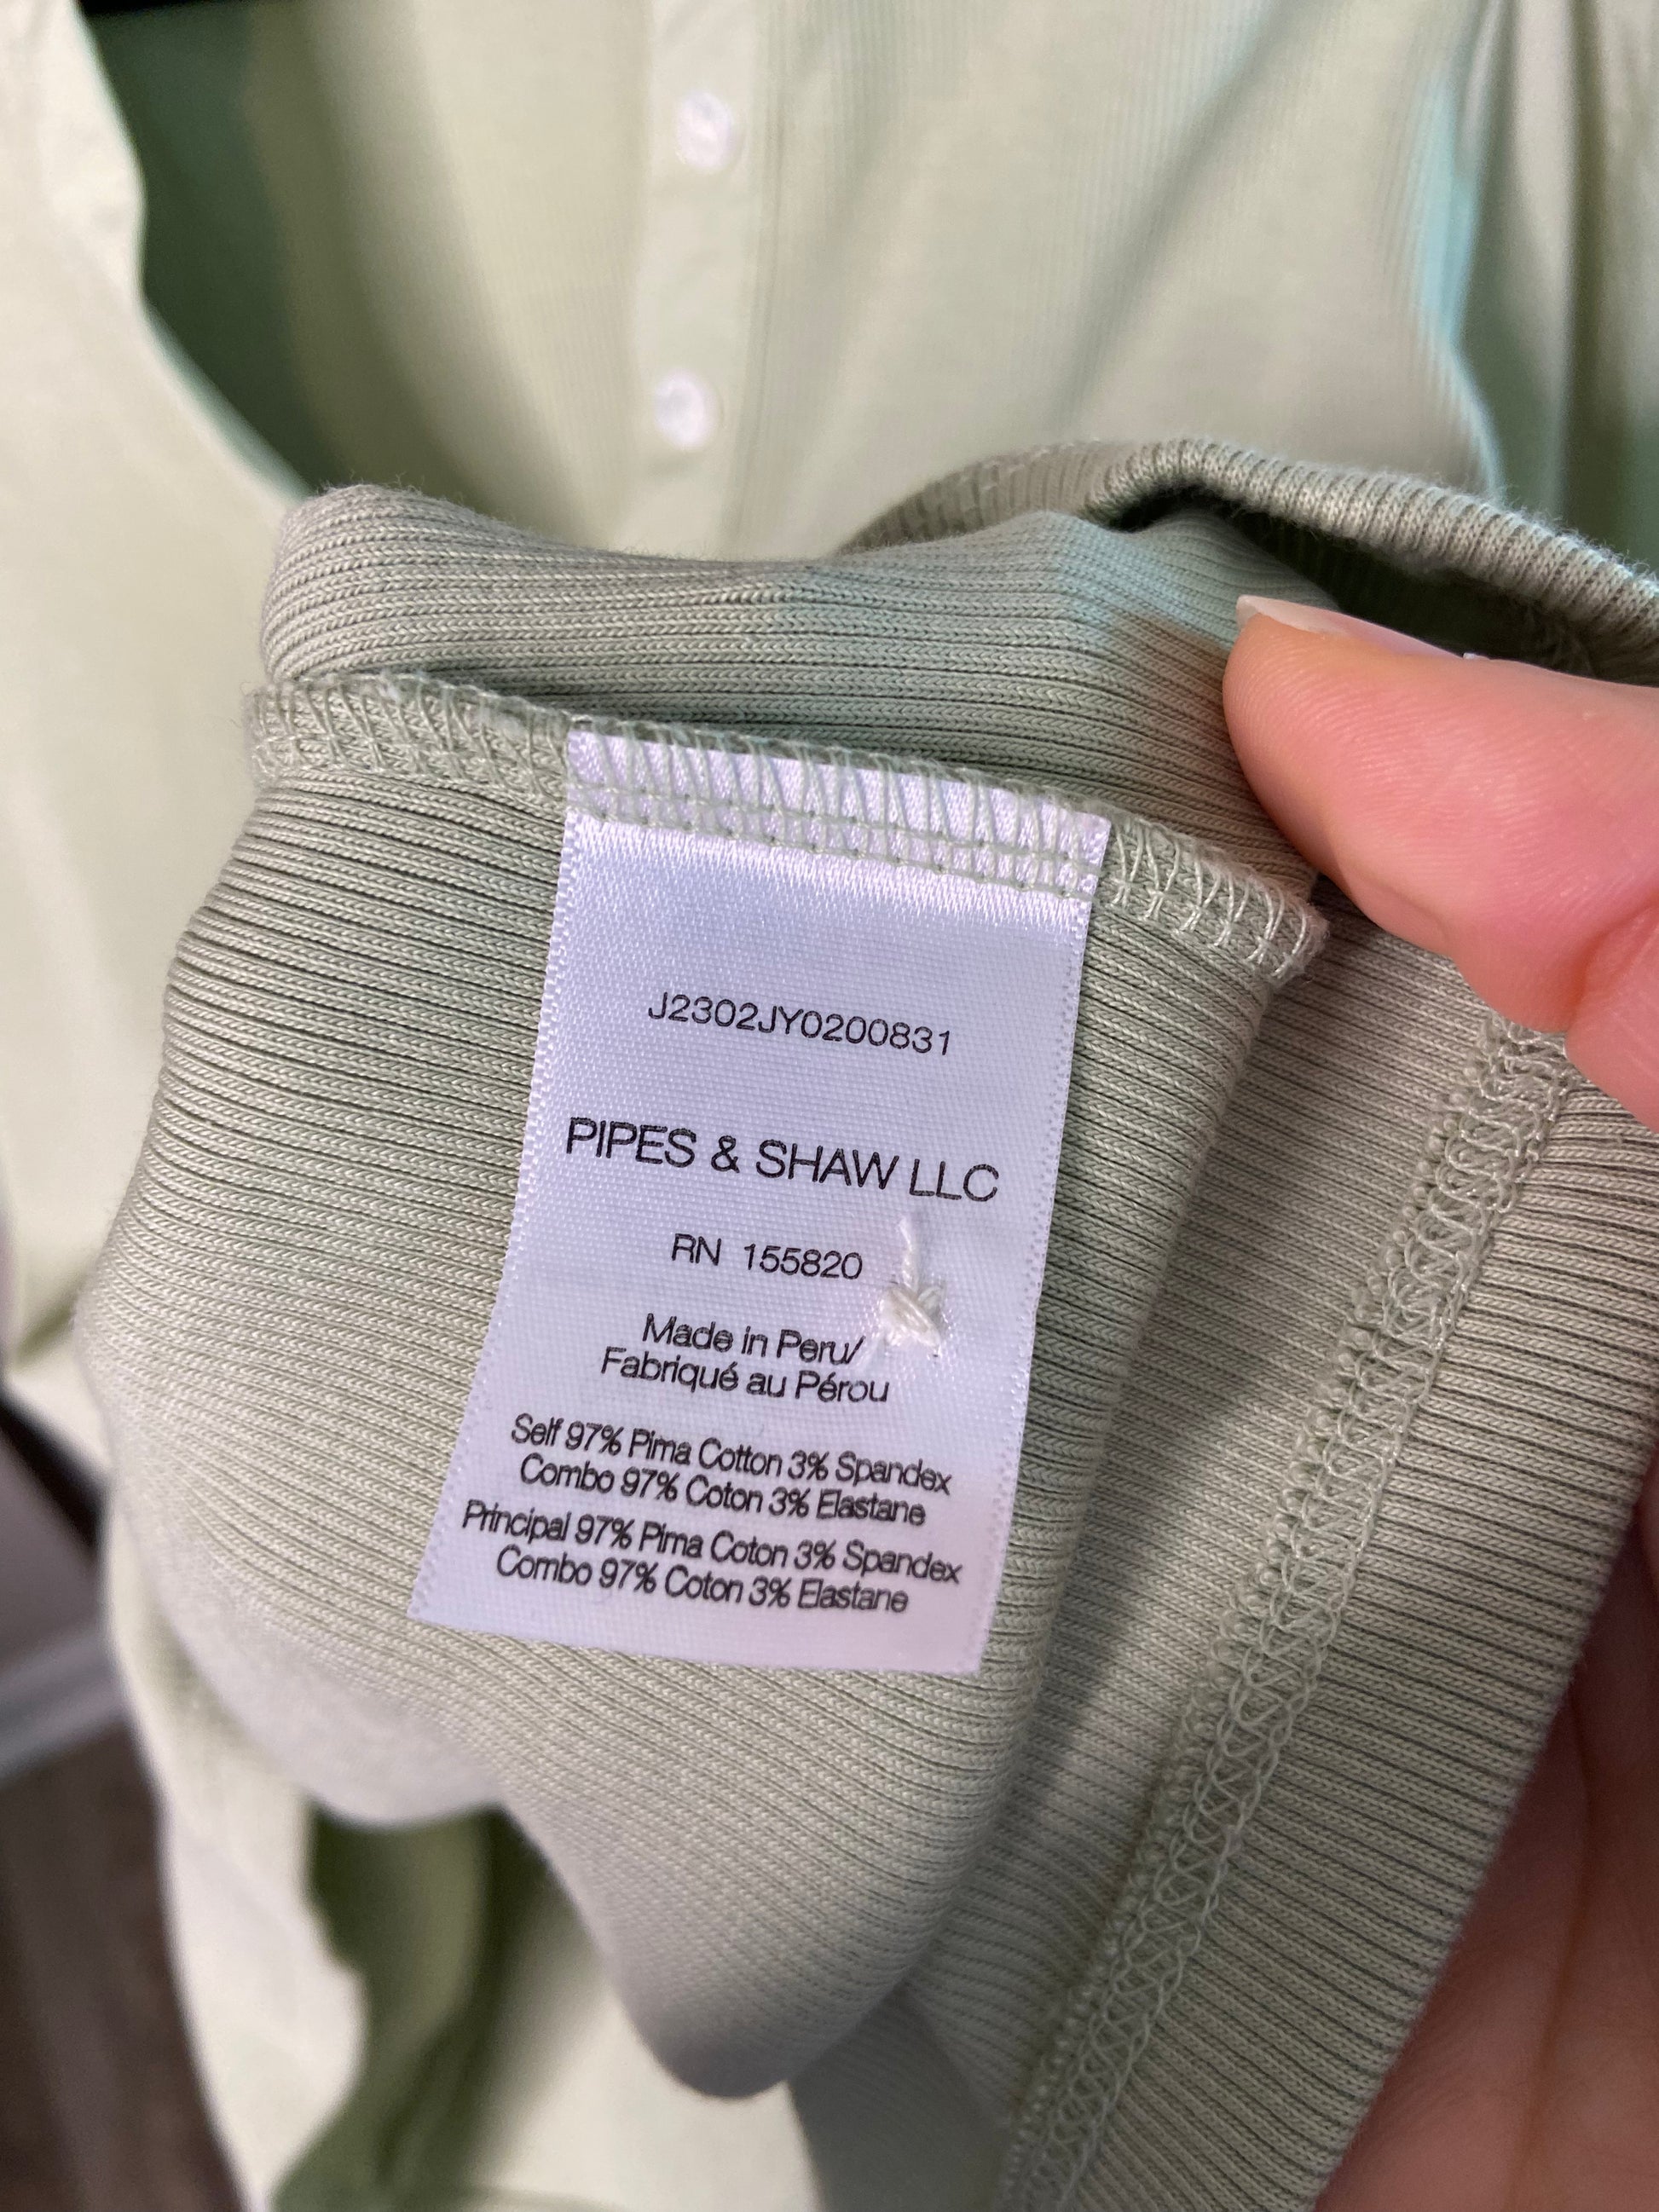 J2302JY0200831
PIPES & SHAW LLC
RN 155820
Made in Peru/
Fabriqué au Pérou
Self 97% Pima Cotton 3% Spandex
Combo 97% Coton 3% Elastane
Principal 97% Pima Coton 3% Spandex
Combo 97% Coton 3% Elastane